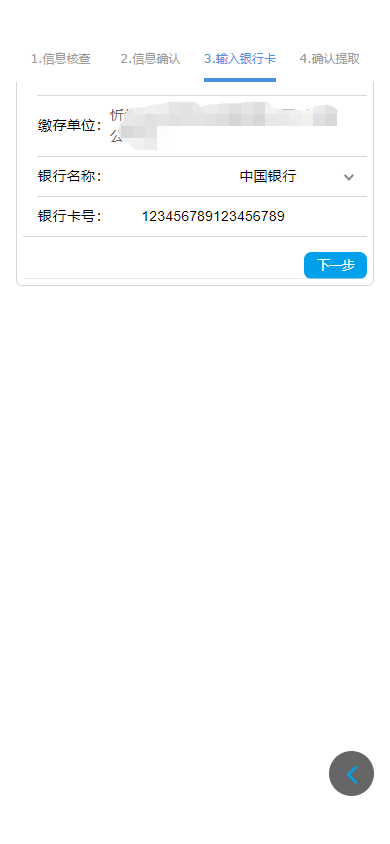 1.信息核查 2.信息确认 3.输入银行卡 4.确认提取
缴存单位： 忻
公
银行名称： 中国银行
银行卡号： 123456789123456789
下一步